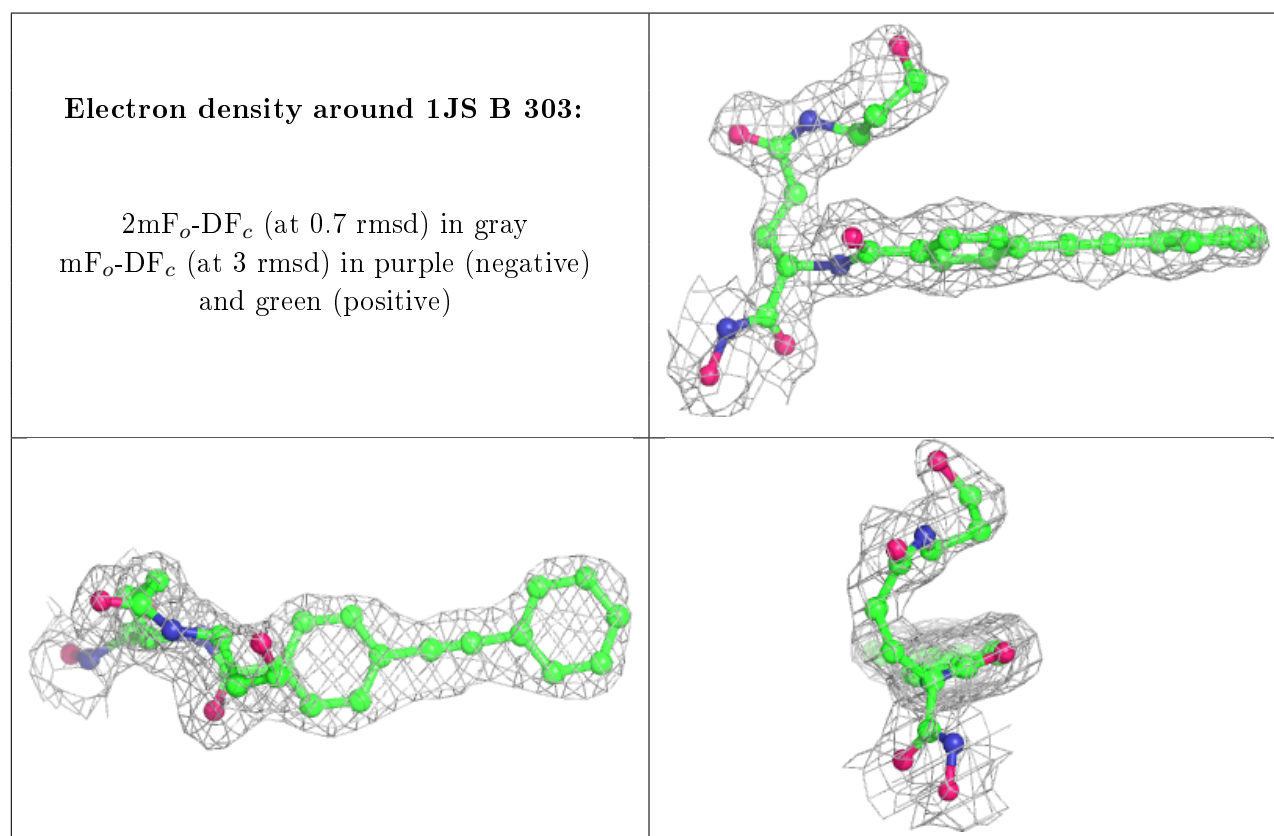 Electron density around 1JS B 303:
2mFₒ-DF𝒸 (at 0.7 rmsd) in gray
mFₒ-DF𝒸 (at 3 rmsd) in purple (negative)
and green (positive)